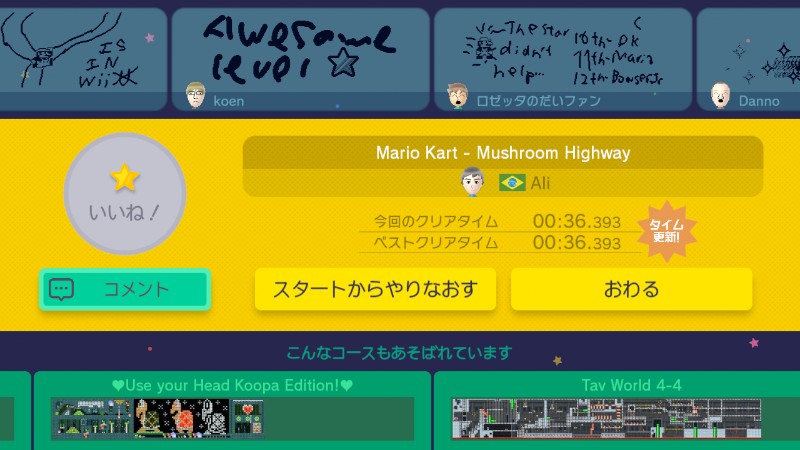 IS
IN
Wii
Awesome
level
koen
The star
didn't
help...
10th-DK
11th-Mario
12th-BowserJr
ロゼッタのだいファン
Danno
いいね!
Mario Kart - Mushroom Highway
Ali
今回のクリアタイム 00:36.393
ベストクリアタイム 00:36.393
タイム
更新!
コメント
スタートからやりなおす
おわる
こんなコースもあそばれています
♥Use your Head Koopa Edition!♥
Tav World 4-4